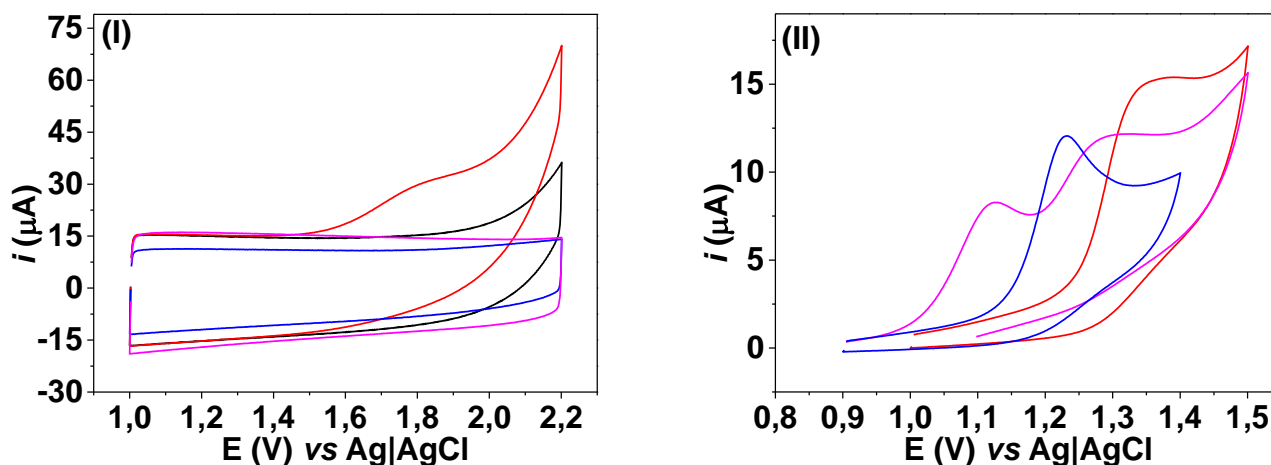 (I)
75
60
45
30
15
0
-15
-30
i (μA)
1,0 1,2 1,4 1,6 1,8 2,0 2,2
E (V) vs Ag|AgCl
(II)
15
10
5
0
i (μA)
0,8 0,9 1,0 1,1 1,2 1,3 1,4 1,5
E (V) vs Ag|AgCl